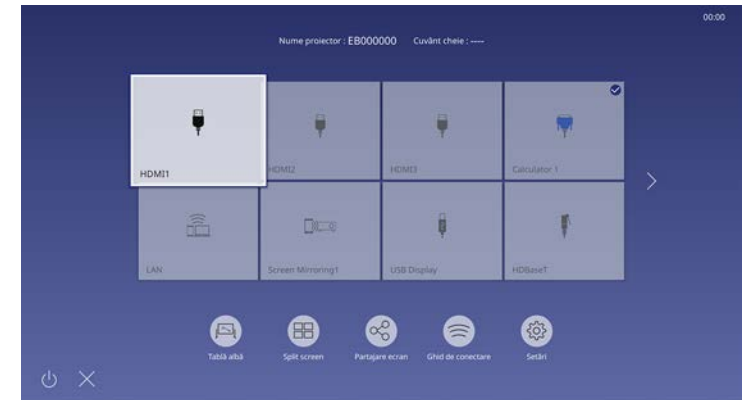 00:00
Nume proiector : EB000000 Cuvânt cheie : ----
HDMI1
HDMI2
HDMI3
Calculator 1
LAN
Screen Mirroring1
USB Display
HDBaseT
Tablă albă
Split screen
Partajare ecran
Ghid de conectare
Setări